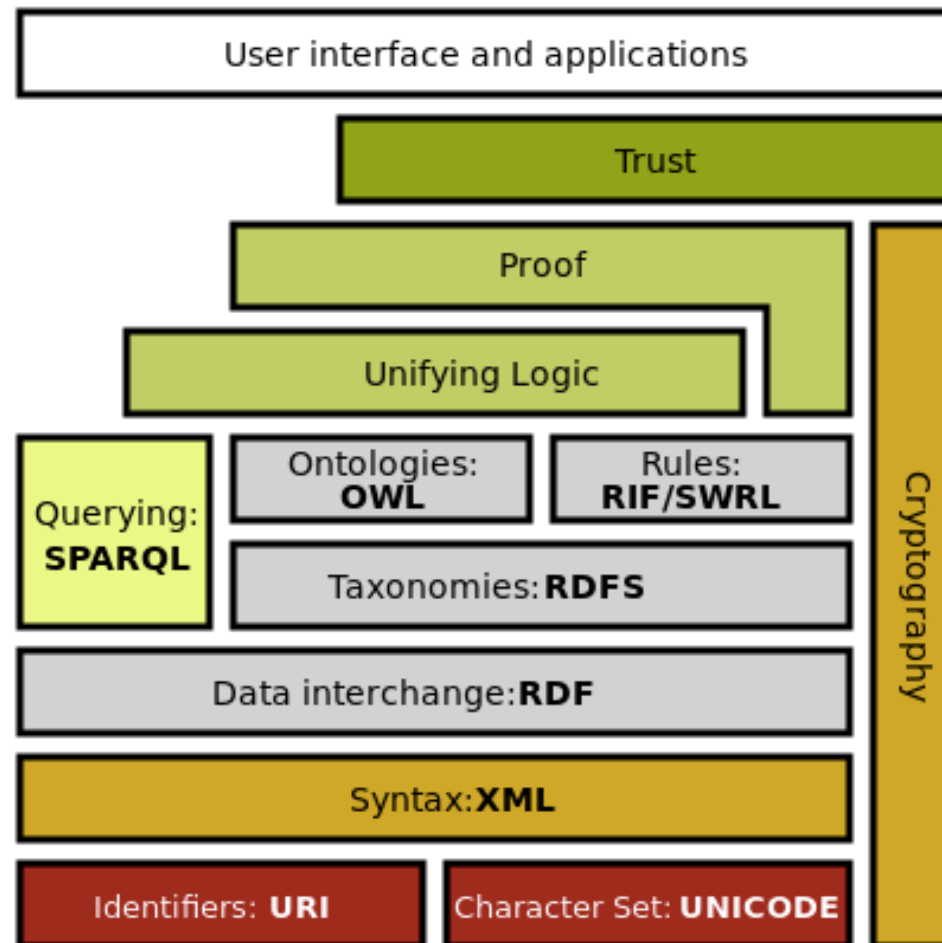 User interface and applications
Trust
Proof
Unifying Logic
Ontologies:
OWL
Rules:
RIF/SWRL
Querying:
SPARQL
Taxonomies:RDFS
Cryptography
Data interchange:RDF
Syntax:XML
Identifiers: URI
Character Set: UNICODE